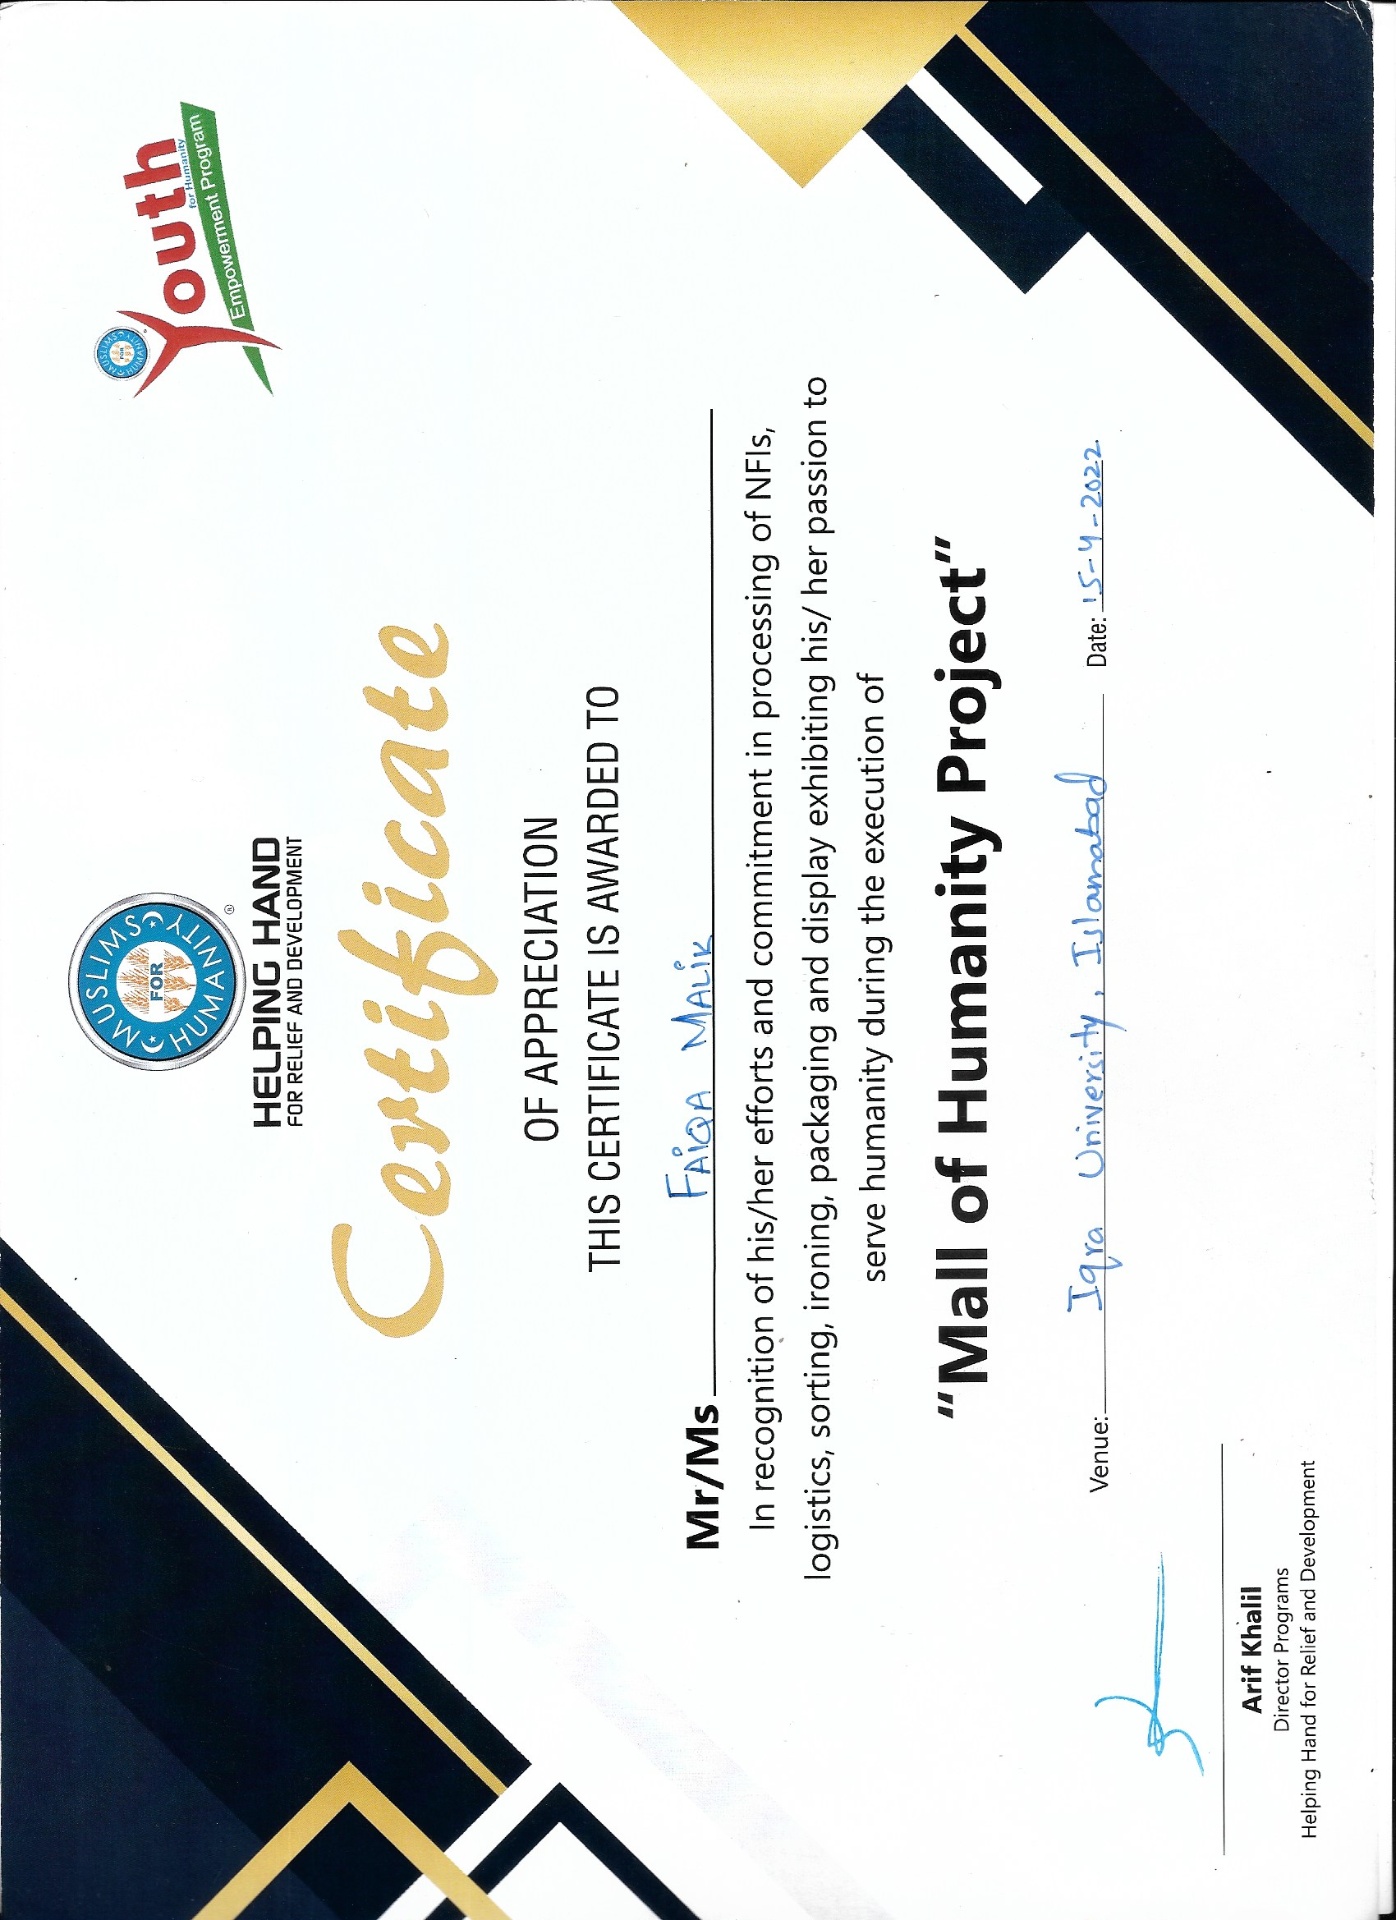 MUSLIMS
FOR
HUMANITY
®
HELPING HAND
FOR RELIEF AND DEVELOPMENT
MUSLIMS
FOR
HUMANITY
Youth
for Humanity
Empowerment Program
Certificate
OF APPRECIATION
THIS CERTIFICATE IS AWARDED TO
Mr/Ms FAiQA MALiK
In recognition of his/her efforts and commitment in processing of NFIs,
logistics, sorting, ironing, packaging and display exhibiting his/ her passion to
serve humanity during the execution of
“Mall of Humanity Project”
Venue: Iqra University, Islamabad Date: 15-4-2022
Arif Khalil
Director Programs
Helping Hand for Relief and Development